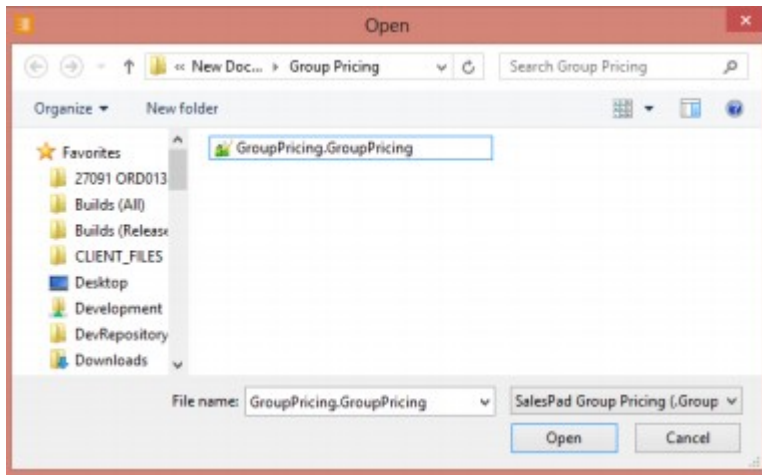 Open
« New Doc... ▸ Group Pricing
Search Group Pricing
Organize ▾
New folder
Favorites
27091 ORD013
Builds (All)
Builds (Release
CLIENT_FILES
Desktop
Development
DevRepository
Downloads
GroupPricing.GroupPricing
File name: GroupPricing.GroupPricing
SalesPad Group Pricing (.Group
Open
Cancel